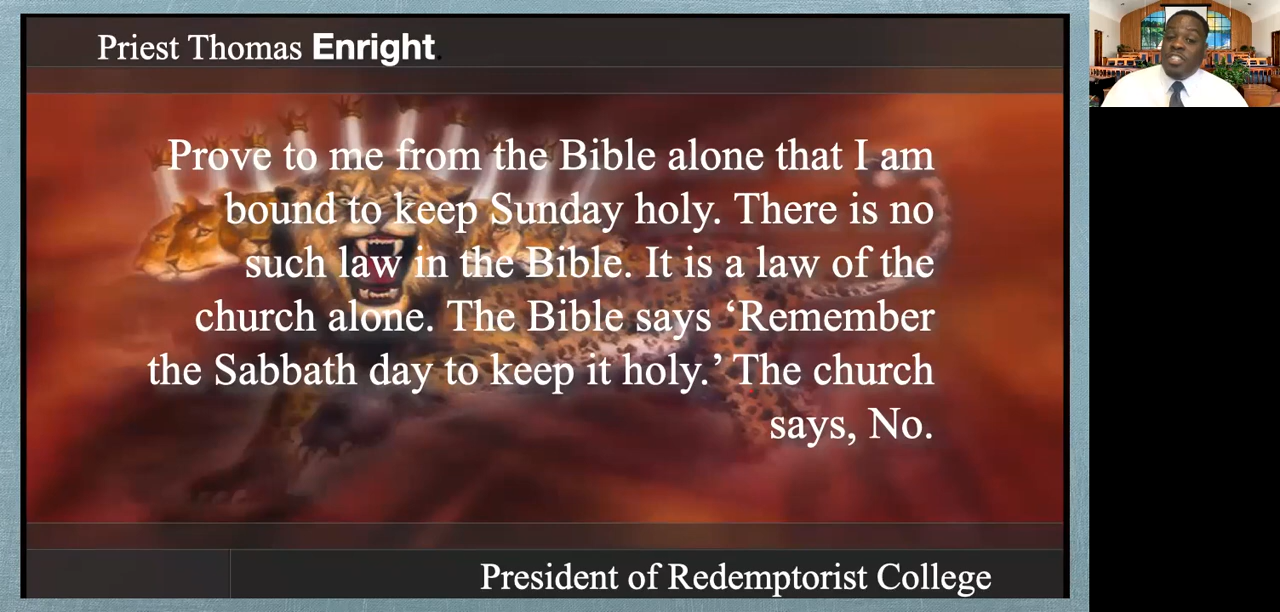 Priest Thomas Enright.
Prove to me from the Bible alone that I am
bound to keep Sunday holy. There is no
such law in the Bible. It is a law of the
church alone. The Bible says ‘Remember
the Sabbath day to keep it holy.’ The church
says, No.
President of Redemptorist College